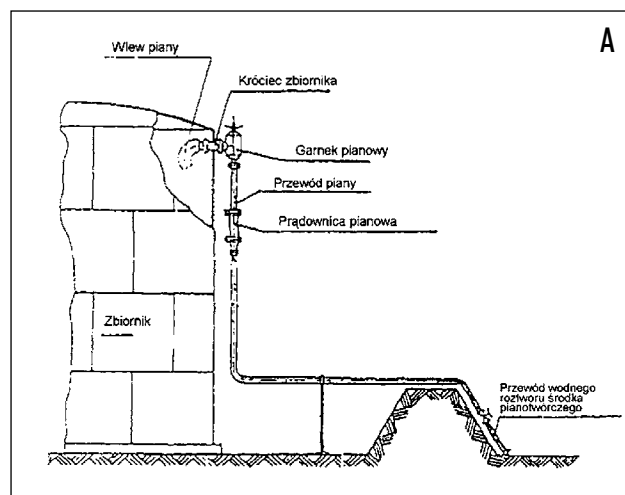 A
Wlew piany
Króciec zbiornika
Garnek pianowy
Przewód piany
Prądownica pianowa
Zbiornik
Przewód wodnego
roztworu środka
pianotwórczego